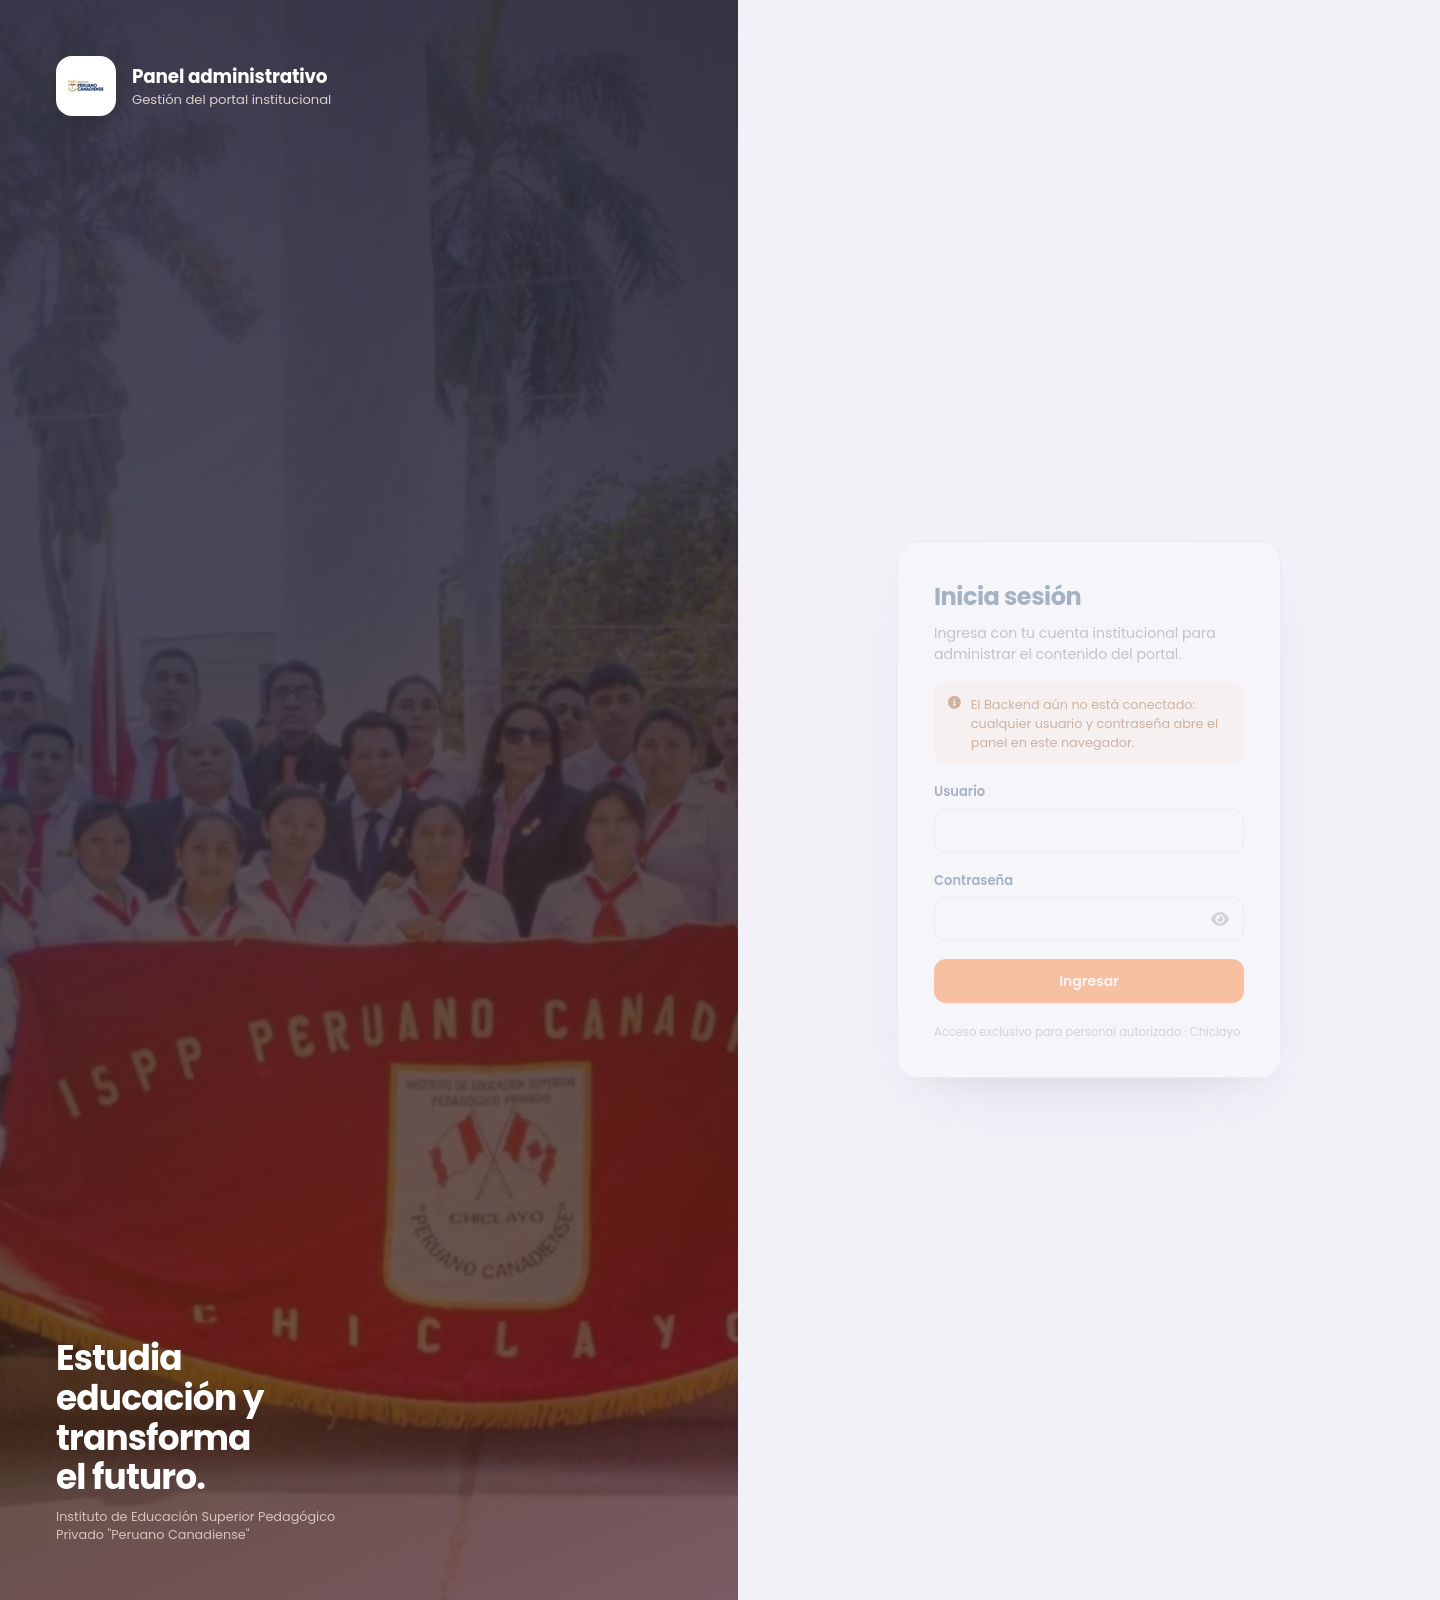 PERUANO
CANADIENSE
Panel administrativo
Gestión del portal institucional
ISPP PERUANO CANADI
INSTITUTO DE EDUCACIÓN SUPERIOR
PEDAGÓGICO PRIVADO
CHICLAYO
"PERUANO CANADIENSE"
C H I C L A Y O
Estudia
educación y
transforma
el futuro.
Instituto de Educación Superior Pedagógico
Privado "Peruano Canadiense"
Inicia sesión
Ingresa con tu cuenta institucional para
administrar el contenido del portal.
El Backend aún no está conectado:
cualquier usuario y contraseña abre el
panel en este navegador.
Usuario
Contraseña
Ingresar
Acceso exclusivo para personal autorizado · Chiclayo